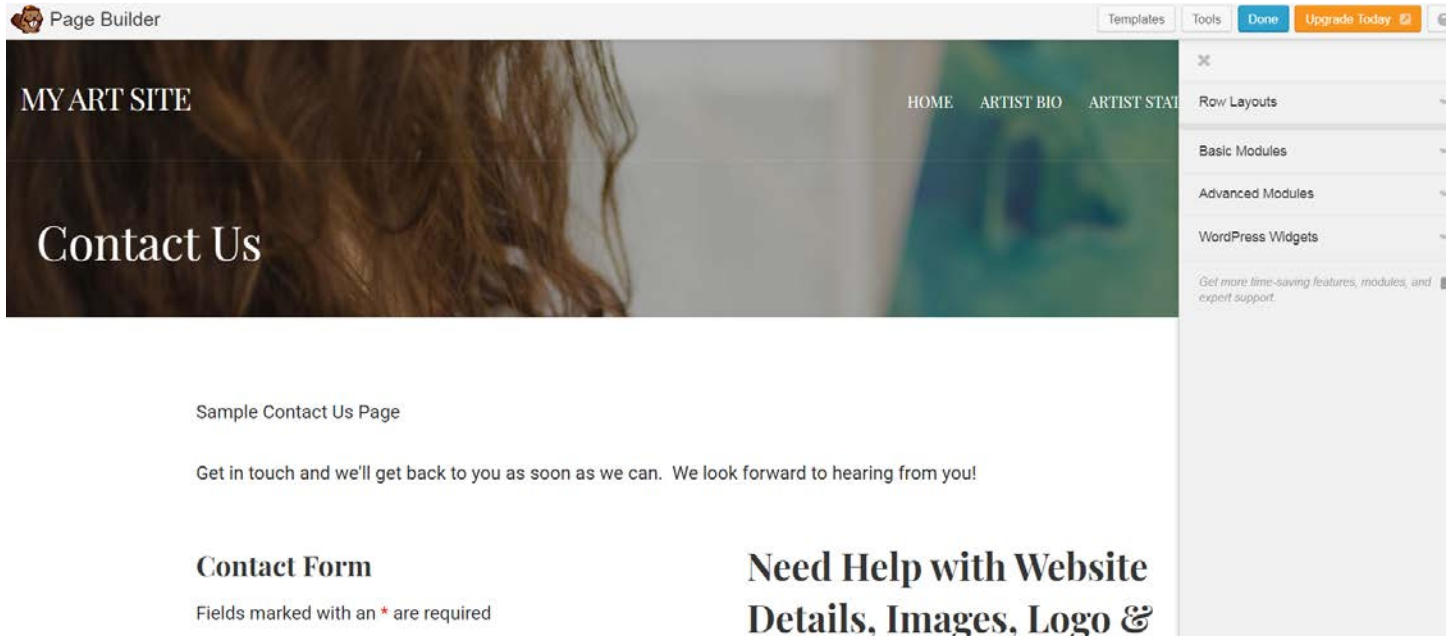 Page Builder
Templates
Tools
Done
Upgrade Today
MY ART SITE
HOME
ARTIST BIO
ARTIST STAT
Row Layouts
Basic Modules
Advanced Modules
WordPress Widgets
Get more time-saving features, modules, and
expert support.
Contact Us
Sample Contact Us Page
Get in touch and we'll get back to you as soon as we can. We look forward to hearing from you!
Contact Form
Fields marked with an * are required
Need Help with Website
Details, Images, Logo &